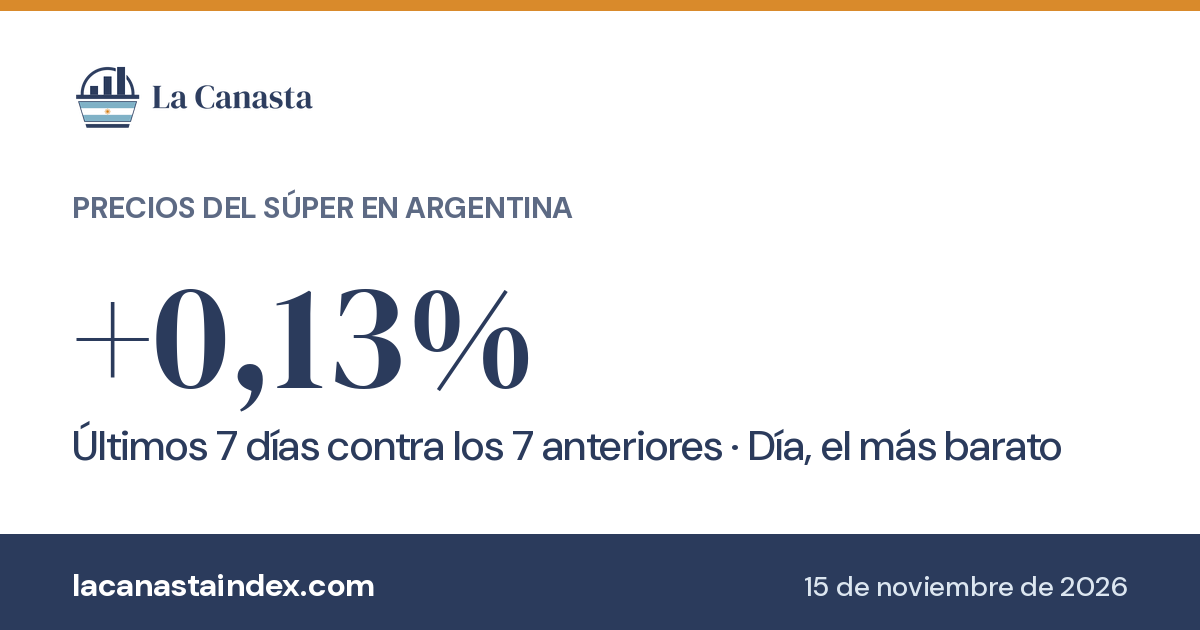 La Canasta
PRECIOS DEL SÚPER EN ARGENTINA
+0,13%
Últimos 7 días contra los 7 anteriores · Día, el más barato
lacanastaindex.com
15 de noviembre de 2026